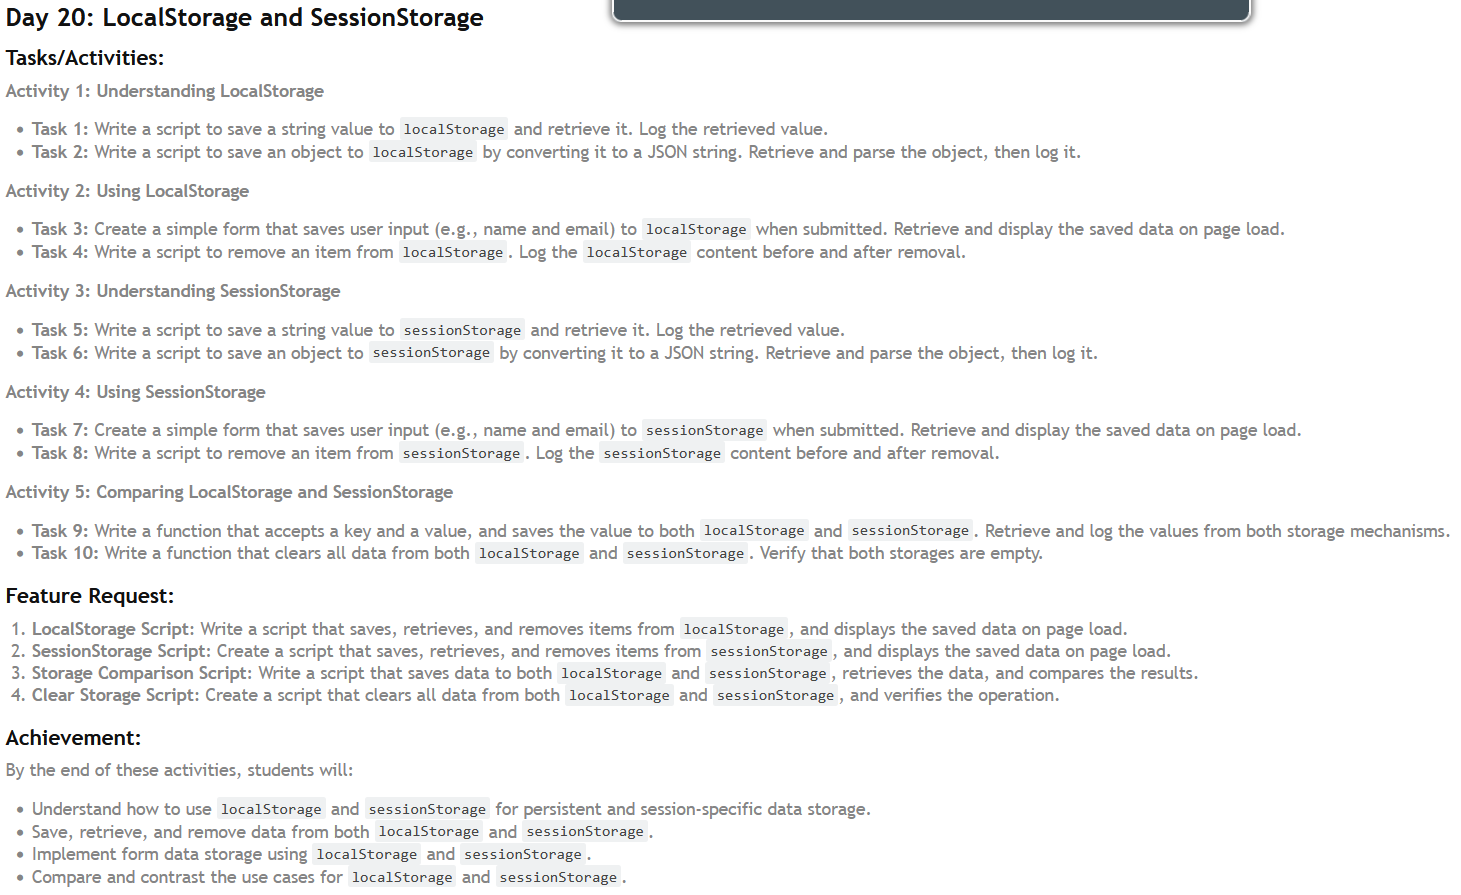 Day 20: LocalStorage and SessionStorage
Tasks/Activities:
Activity 1: Understanding LocalStorage
• Task 1: Write a script to save a string value to localStorage and retrieve it. Log the retrieved value.
• Task 2: Write a script to save an object to localStorage by converting it to a JSON string. Retrieve and parse the object, then log it.
Activity 2: Using LocalStorage
• Task 3: Create a simple form that saves user input (e.g., name and email) to localStorage when submitted. Retrieve and display the saved data on page load.
• Task 4: Write a script to remove an item from localStorage. Log the localStorage content before and after removal.
Activity 3: Understanding SessionStorage
• Task 5: Write a script to save a string value to sessionStorage and retrieve it. Log the retrieved value.
• Task 6: Write a script to save an object to sessionStorage by converting it to a JSON string. Retrieve and parse the object, then log it.
Activity 4: Using SessionStorage
• Task 7: Create a simple form that saves user input (e.g., name and email) to sessionStorage when submitted. Retrieve and display the saved data on page load.
• Task 8: Write a script to remove an item from sessionStorage. Log the sessionStorage content before and after removal.
Activity 5: Comparing LocalStorage and SessionStorage
• Task 9: Write a function that accepts a key and a value, and saves the value to both localStorage and sessionStorage. Retrieve and log the values from both storage mechanisms.
• Task 10: Write a function that clears all data from both localStorage and sessionStorage. Verify that both storages are empty.
Feature Request:
1. LocalStorage Script: Write a script that saves, retrieves, and removes items from localStorage, and displays the saved data on page load.
2. SessionStorage Script: Create a script that saves, retrieves, and removes items from sessionStorage, and displays the saved data on page load.
3. Storage Comparison Script: Write a script that saves data to both localStorage and sessionStorage, retrieves the data, and compares the results.
4. Clear Storage Script: Create a script that clears all data from both localStorage and sessionStorage, and verifies the operation.
Achievement:
By the end of these activities, students will:
• Understand how to use localStorage and sessionStorage for persistent and session-specific data storage.
• Save, retrieve, and remove data from both localStorage and sessionStorage.
• Implement form data storage using localStorage and sessionStorage.
• Compare and contrast the use cases for localStorage and sessionStorage.